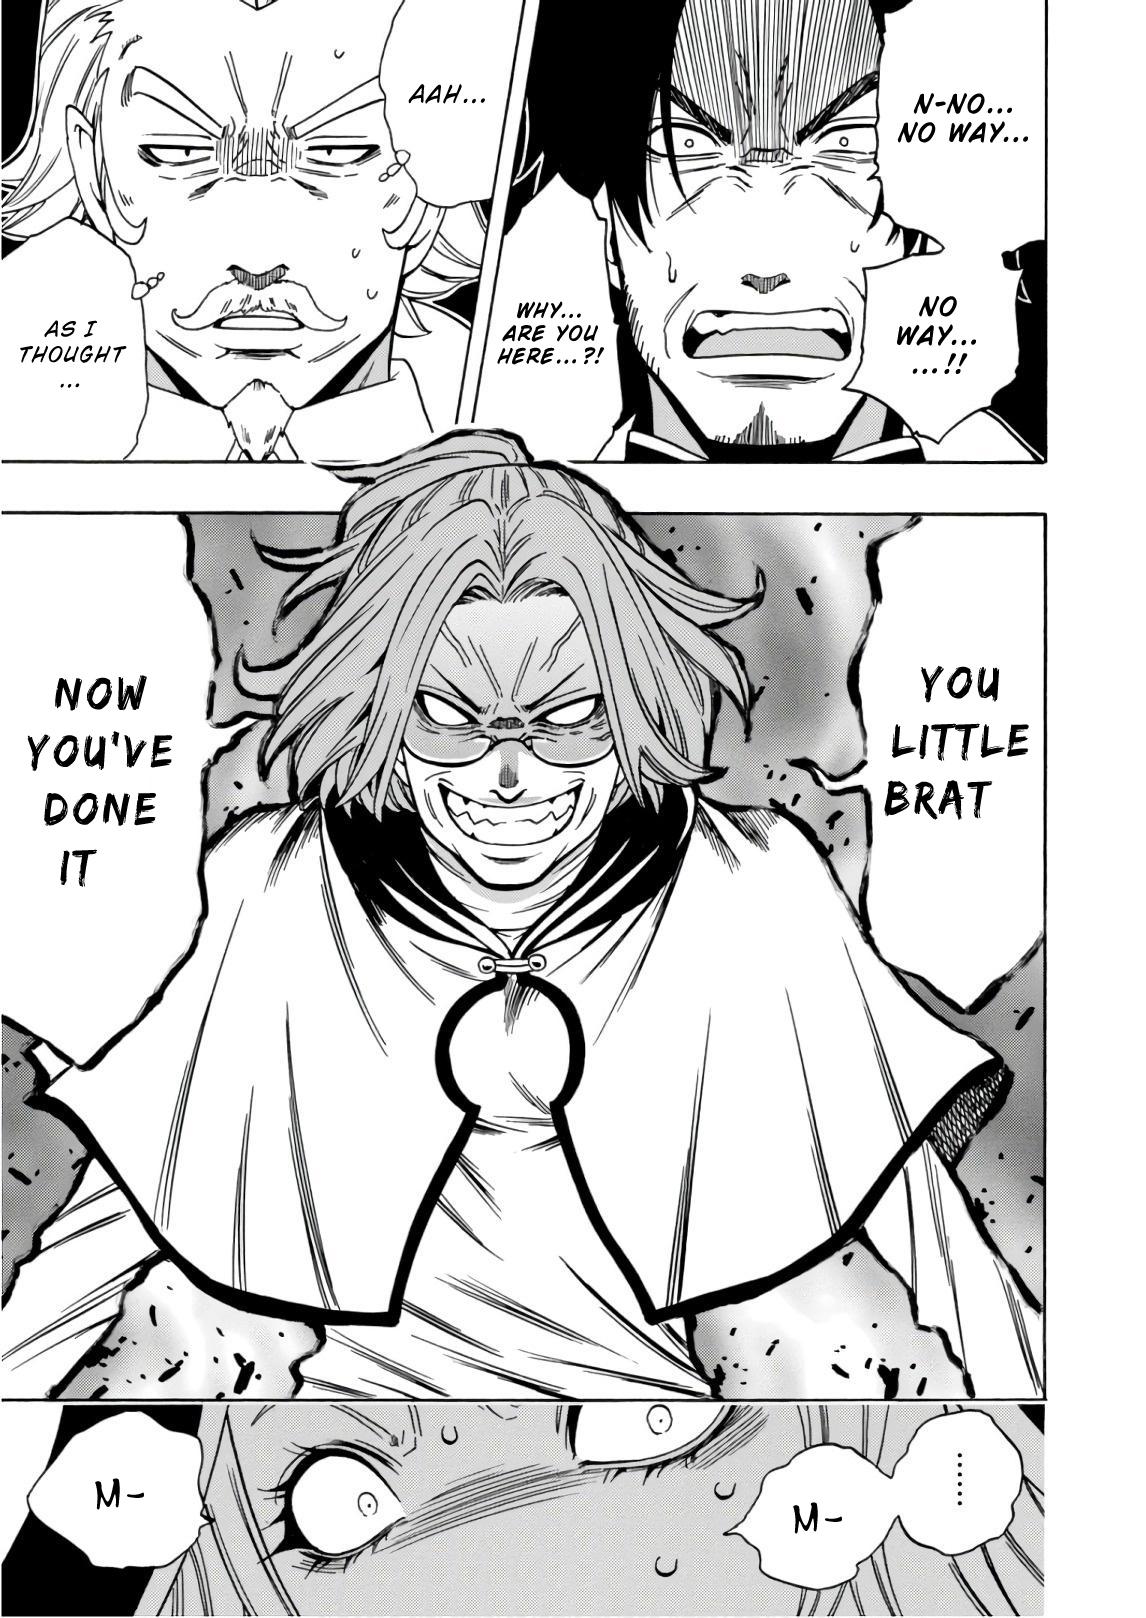 N-NO...
NO WAY...
NO
WAY...
...!!
WHY...
ARE YOU
HERE...?!
AAH...
AS I
THOUGHT
...
YOU
LITTLE
BRAT
NOW
YOU'VE
DONE
IT
......
M-
M-